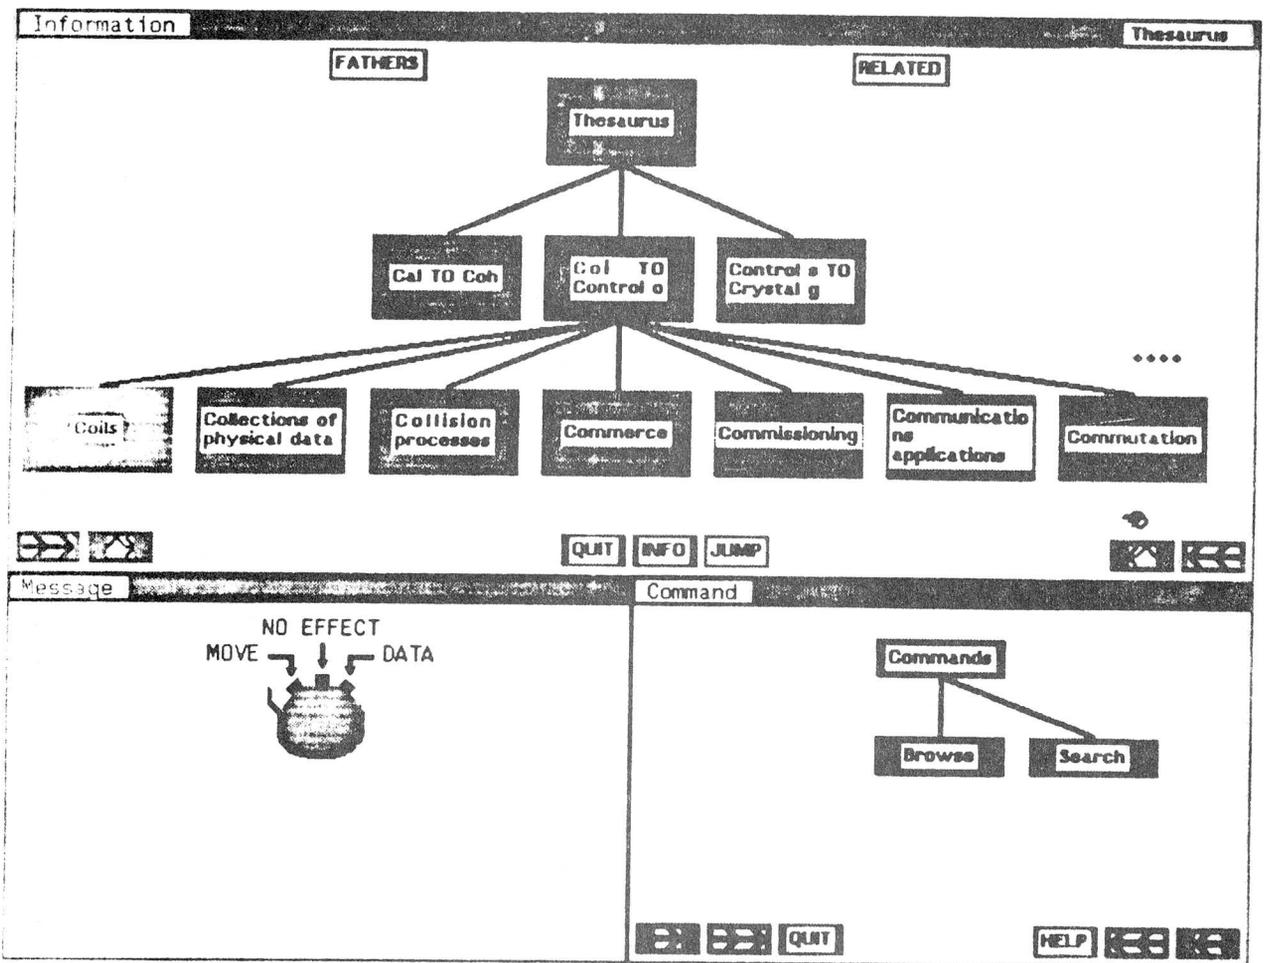 Information
Thesaurus
FATHERS
RELATED
Thesaurus
Cal TO Coh
Col TO
Control o
Control s TO
Crystal g
Coils
Collections of
physical data
Collision
processes
Commerce
Commissioning
Communicatio
ns
applications
Commutation
QUIT
INFO
JUMP
Message
Command
NO EFFECT
MOVE
DATA
Commands
Browse
Search
QUIT
HELP